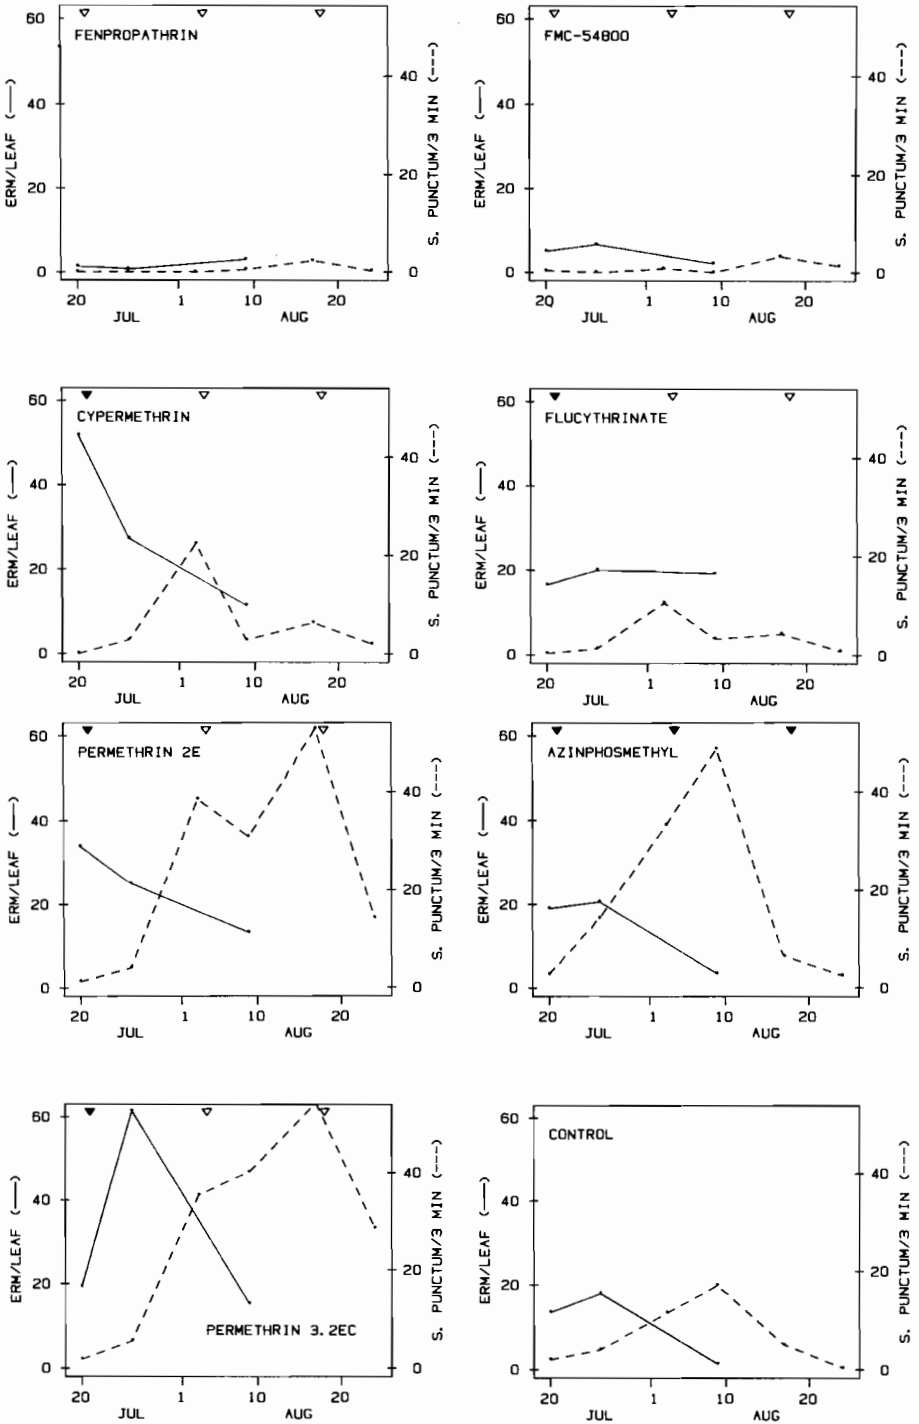 FENPROPATHRIN
60
40
20
0
ERM/LEAF (——)
40
20
0
S. PUNCTUM/3 MIN (---)
20 1 10 20
JUL AUG
FMC-54800
60
40
20
0
ERM/LEAF (——)
40
20
0
S. PUNCTUM/3 MIN (---)
20 1 10 20
JUL AUG
CYPERMETHRIN
60
40
20
0
ERM/LEAF (——)
40
20
0
S. PUNCTUM/3 MIN (---)
20 1 10 20
JUL AUG
FLUCYTHRINATE
60
40
20
0
ERM/LEAF (——)
40
20
0
S. PUNCTUM/3 MIN (---)
20 1 10 20
JUL AUG
PERMETHRIN 2E
60
40
20
0
ERM/LEAF (——)
40
20
0
S. PUNCTUM/3 MIN (---)
20 1 10 20
JUL AUG
AZINPHOSMETHYL
60
40
20
0
ERM/LEAF (——)
40
20
0
S. PUNCTUM/3 MIN (---)
20 1 10 20
JUL AUG
60
40
20
0
ERM/LEAF (——)
40
20
0
S. PUNCTUM/3 MIN (---)
PERMETHRIN 3.2EC
20 1 10 20
JUL AUG
CONTROL
60
40
20
0
ERM/LEAF (——)
40
20
0
S. PUNCTUM/3 MIN (---)
20 1 10 20
JUL AUG